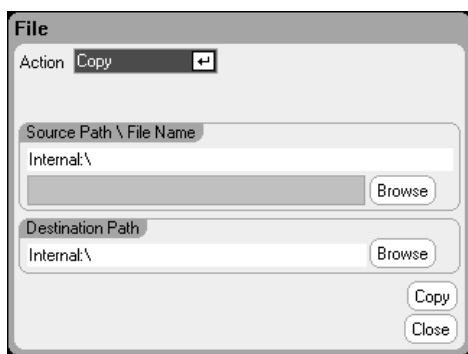 File
Action Copy
Source Path \ File Name
Internal:\
Browse
Destination Path
Internal:\ Browse
Copy
Close